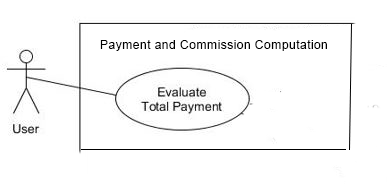 Payment and Commission Computation
Evaluate
Total Payment
User